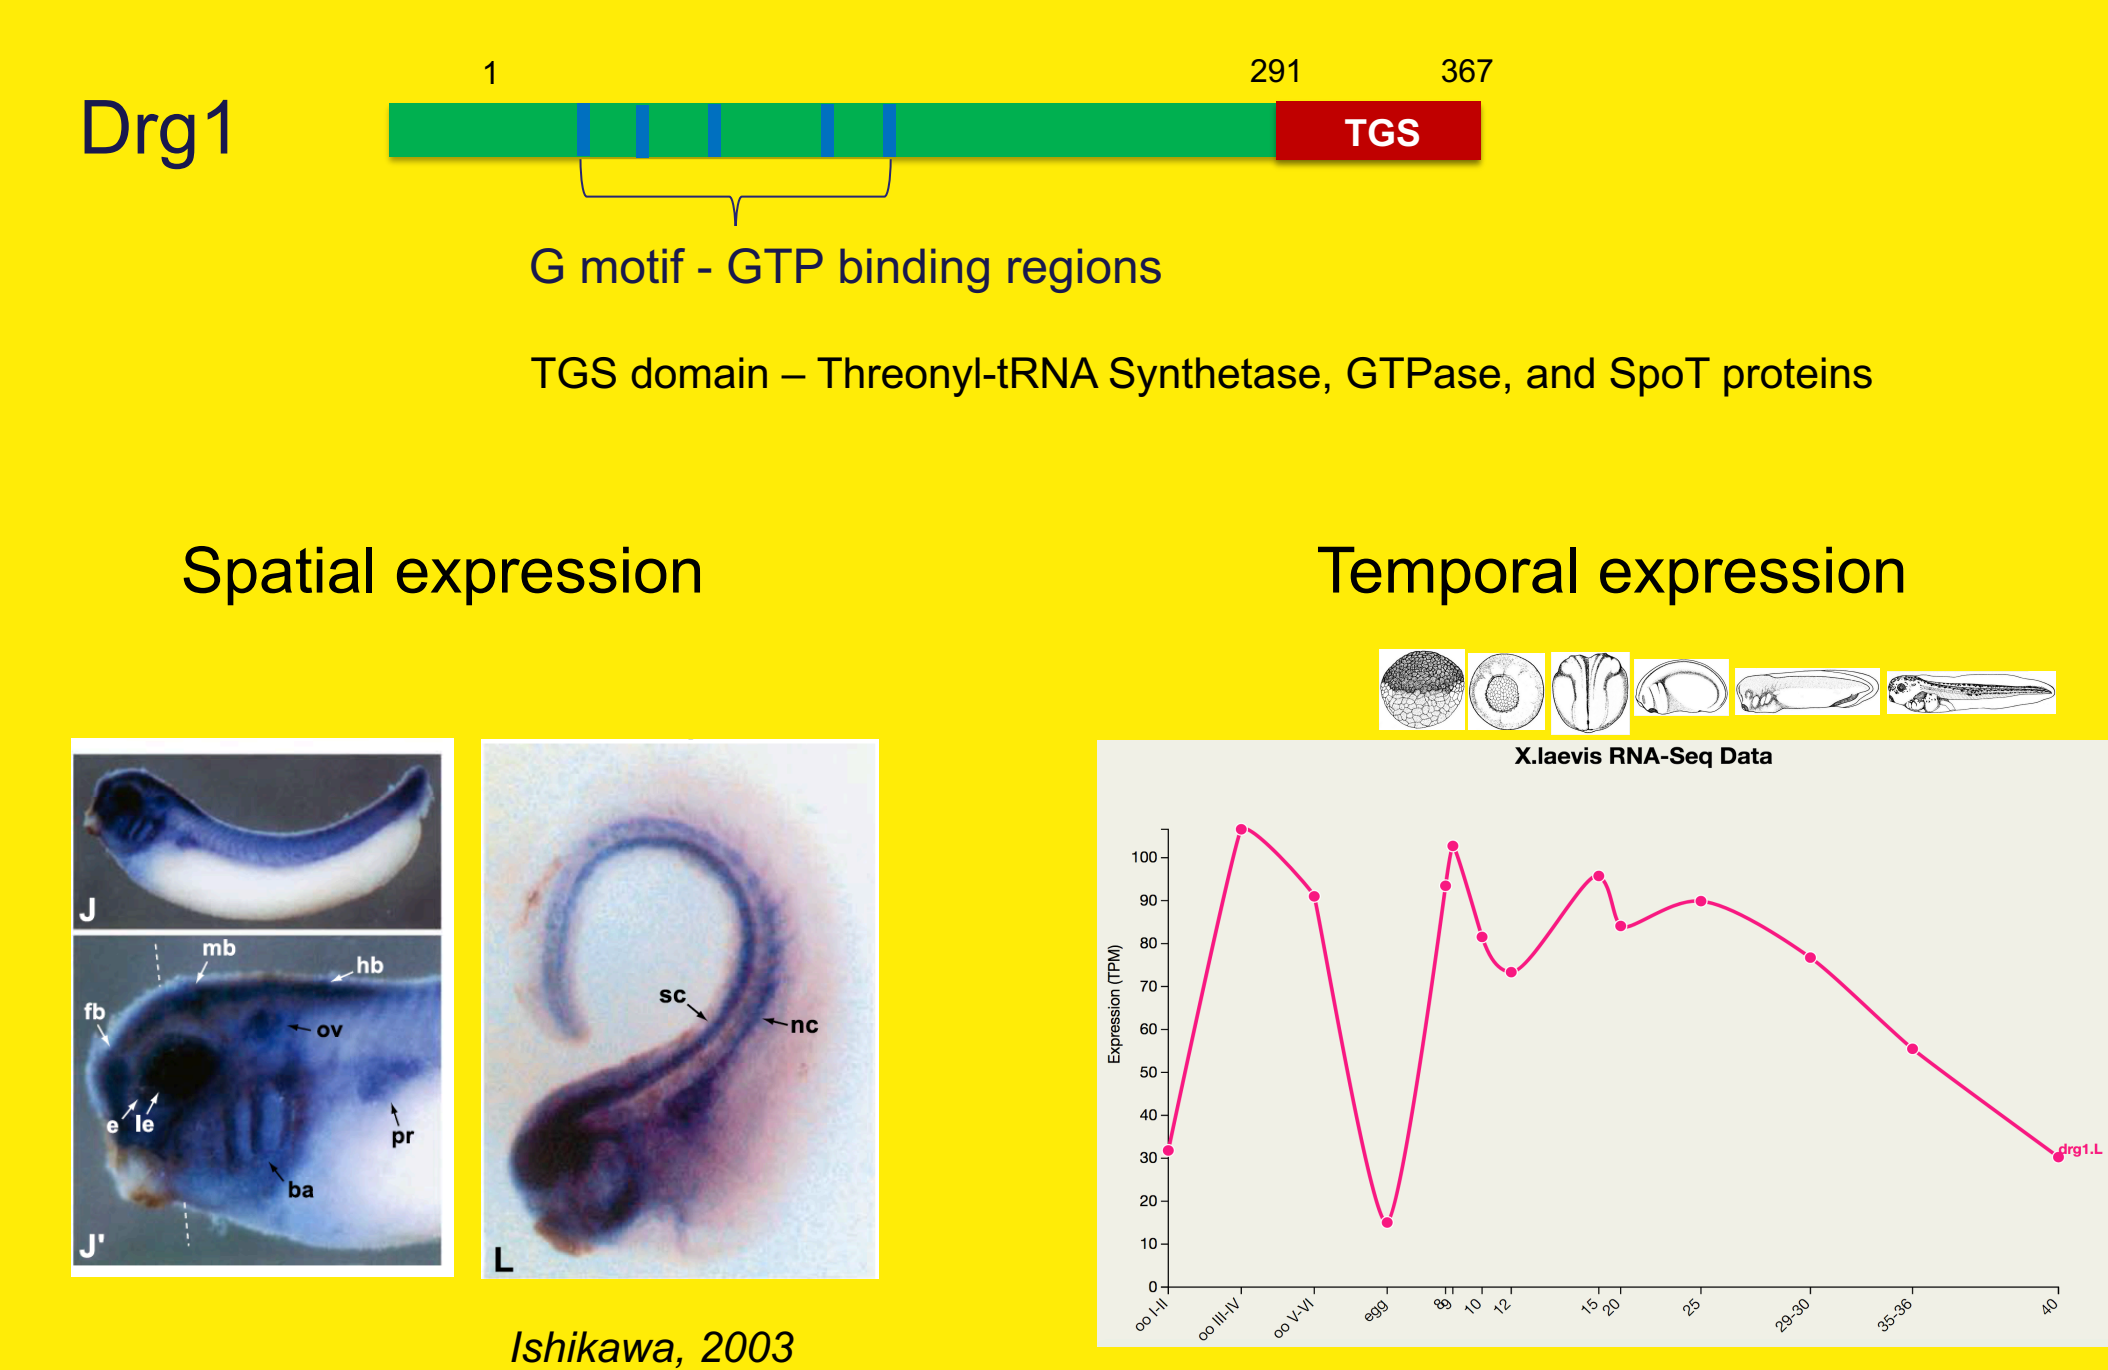 1
291
367
Drg1
TGS
G motif - GTP binding regions
TGS domain – Threonyl-tRNA Synthetase, GTPase, and SpoT proteins
Spatial expression
Temporal expression
J
mb
hb
fb
ov
e
le
pr
ba
J'
sc
nc
L
Ishikawa, 2003
X.laevis RNA-Seq Data
Expression (TPM)
100
90
80
70
60
50
40
30
20
10
0
drg1.L
oo I-II
oo III-IV
oo V-VI
egg
8
9
10
12
15
20
25
29-30
35-36
40